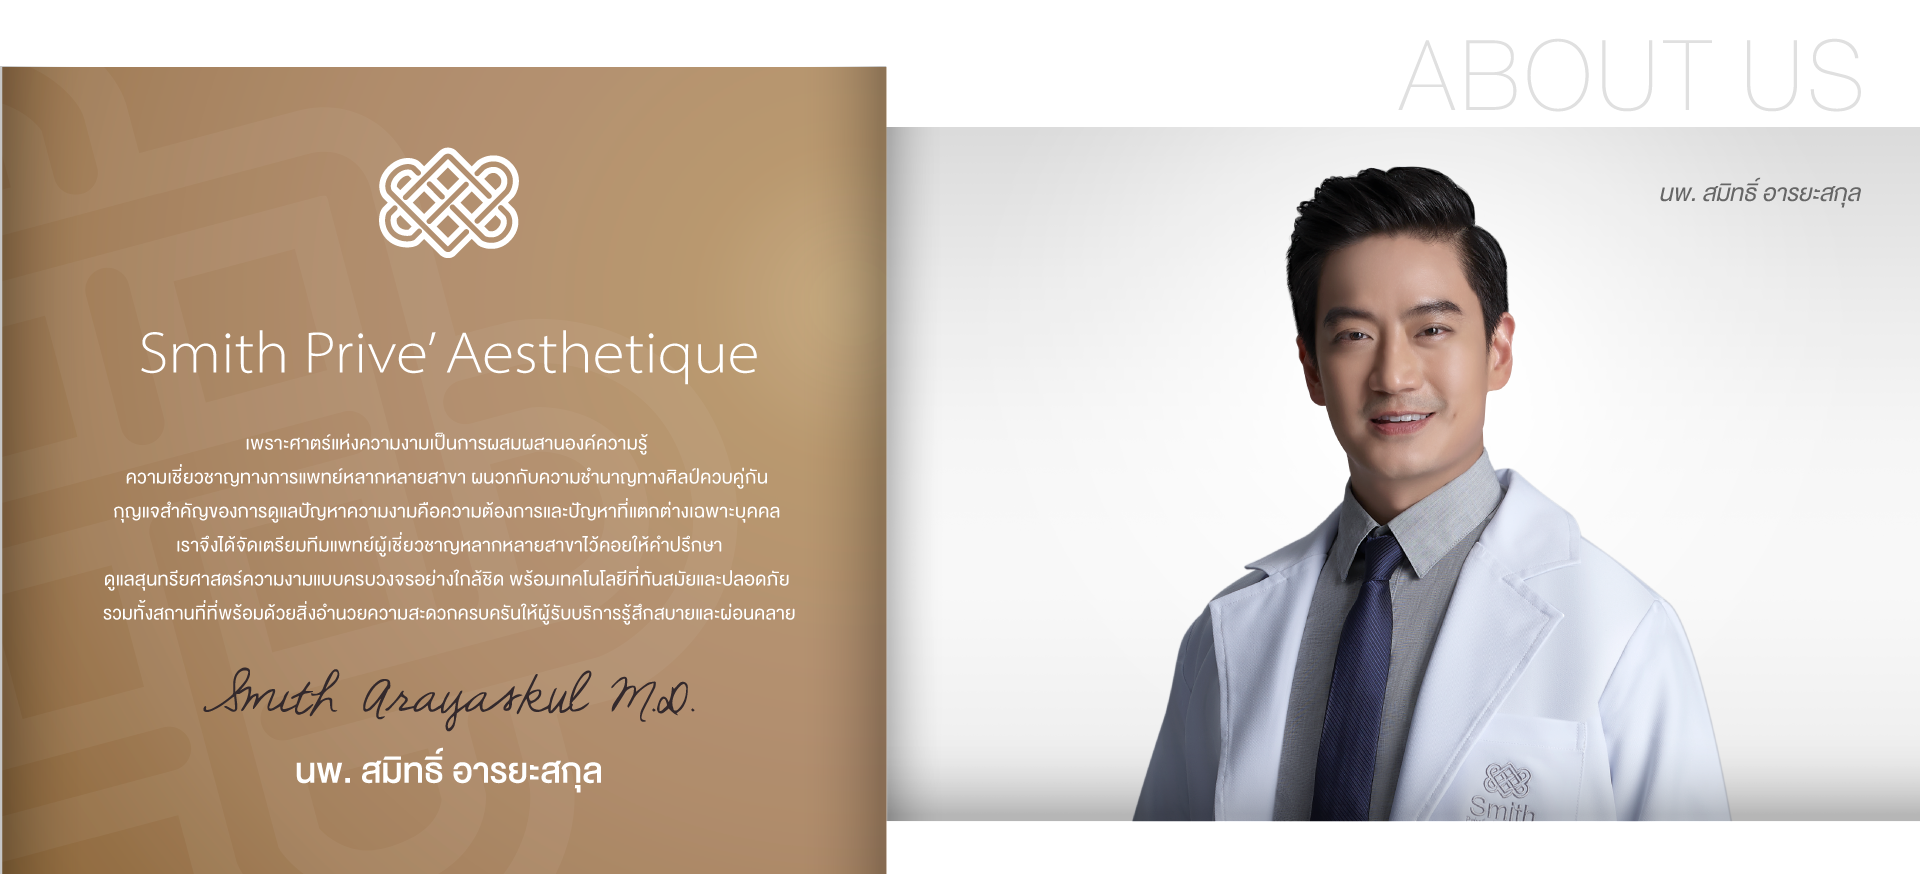 ABOUT US
Smith Prive' Aesthetique
เพราะศาตร์แห่งความงามเป็นการผสมผสานองค์ความรู้
ความเชี่ยวชาญทางการแพทย์หลากหลายสาขา ผนวกกับความชำนาญทางศิลป์ควบคู่กัน
กุญแจสำคัญของการดูแลปัญหาความงามคือความต้องการและปัญหาที่แตกต่างเฉพาะบุคคล
เราจึงได้จัดเตรียมทีมแพทย์ผู้เชี่ยวชาญหลากหลายสาขาไว้คอยให้คำปรึกษา
ดูแลสุนทรียศาสตร์ความงามแบบครบวงจรอย่างใกล้ชิด พร้อมเทคโนโลยีที่ทันสมัยและปลอดภัย
รวมทั้งสถานที่ที่พร้อมด้วยสิ่งอำนวยความสะดวกครบครันให้ผู้รับบริการรู้สึกสบายและผ่อนคลาย
Smith Arayaskul M.D.
นพ. สมิทธิ์ อารยะสกุล
นพ. สมิทธิ์ อารยะสกุล
Smith